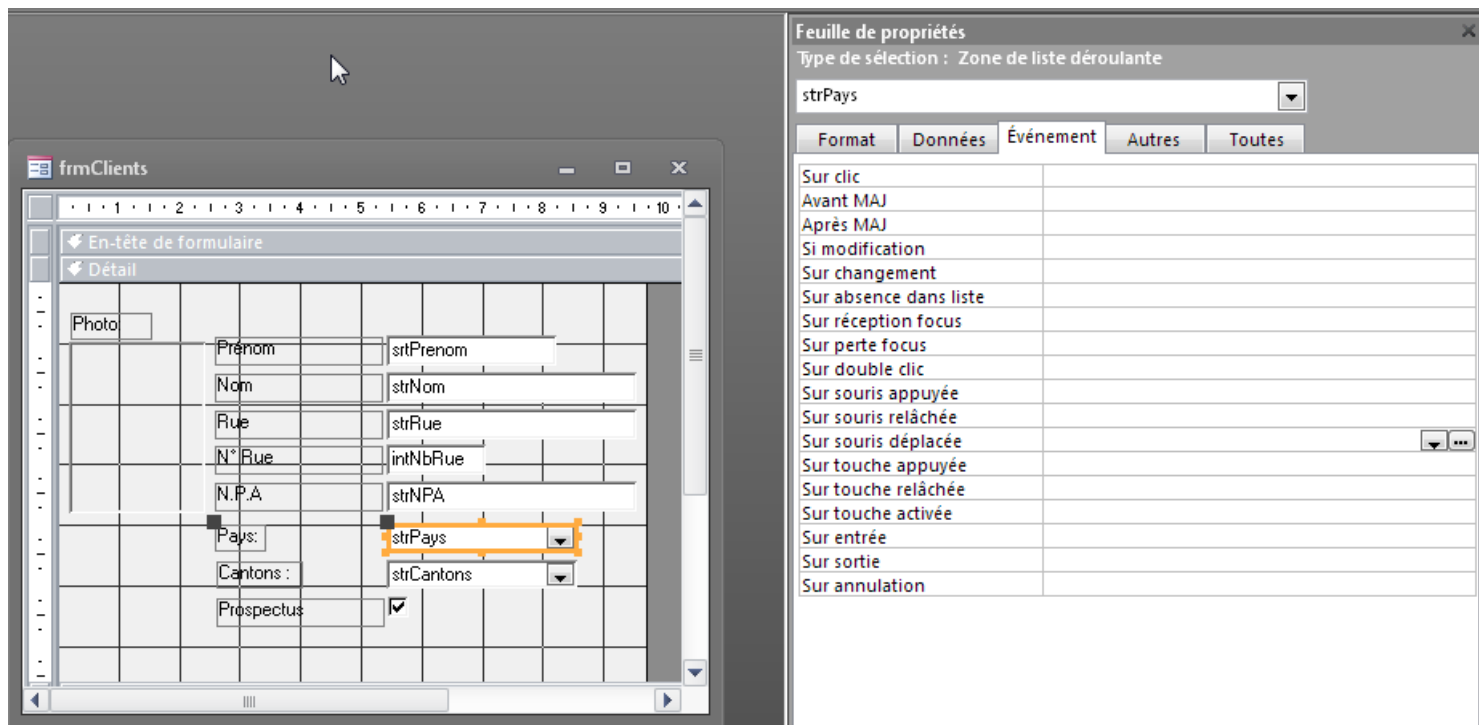 frmClients
1 2 3 4 5 6 7 8 9 10
En-tête de formulaire
Détail
Photo
Prénom srtPrenom
Nom strNom
Rue strRue
N° Rue intNbRue
N.P.A strNPA
Pays: strPays
Cantons : strCantons
Prospectus
Feuille de propriétés
Type de sélection : Zone de liste déroulante
strPays
Format Données Événement Autres Toutes
Sur clic
Avant MAJ
Après MAJ
Si modification
Sur changement
Sur absence dans liste
Sur réception focus
Sur perte focus
Sur double clic
Sur souris appuyée
Sur souris relâchée
Sur souris déplacée
Sur touche appuyée
Sur touche relâchée
Sur touche activée
Sur entrée
Sur sortie
Sur annulation